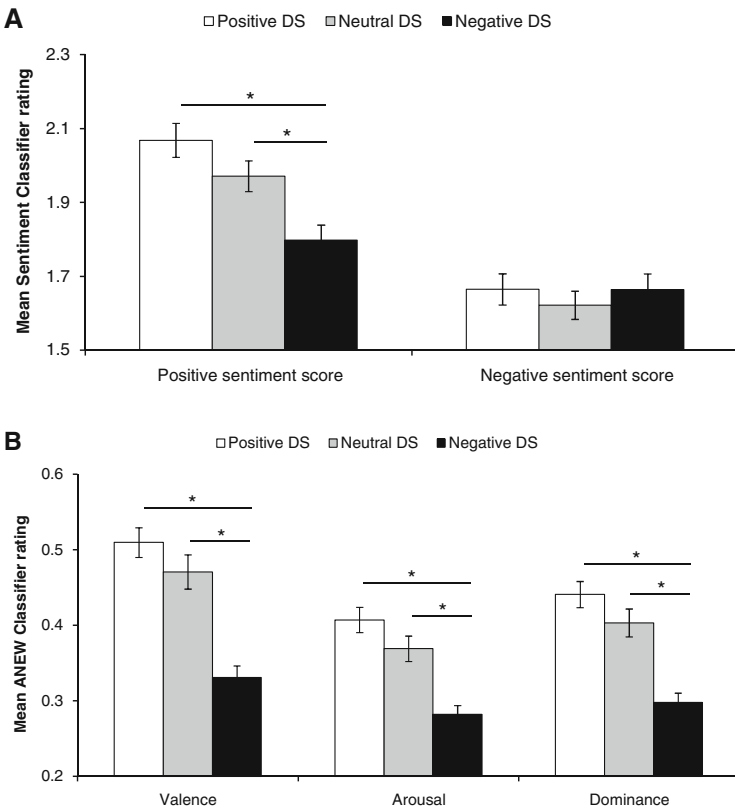 A
Positive DS Neutral DS Negative DS
Mean Sentiment Classifier rating
2.3
2.1
1.9
1.7
1.5
*
*
Positive sentiment score Negative sentiment score
B
Positive DS Neutral DS Negative DS
Mean ANEW Classifier rating
0.6
0.5
0.4
0.3
0.2
*
*
*
*
*
*
Valence Arousal Dominance